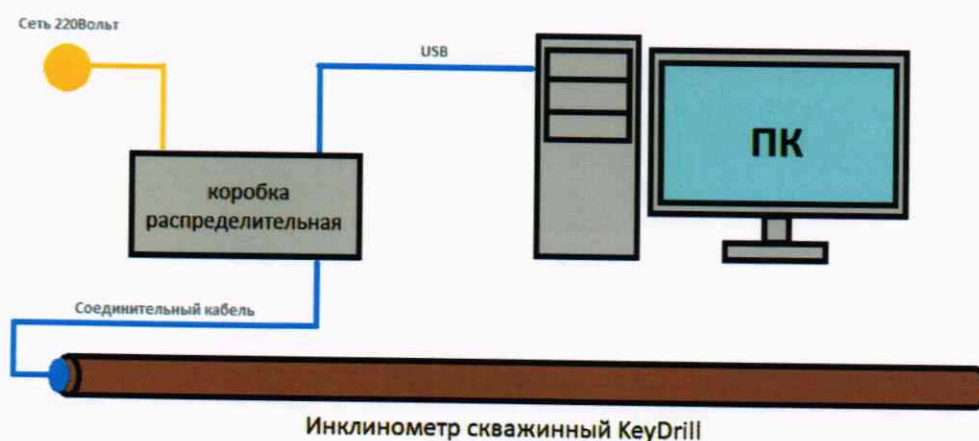 Сеть 220Вольт
USB
ПК
коробка
распределительная
Соединительный кабель
Инклинометр скважинный KeyDrill